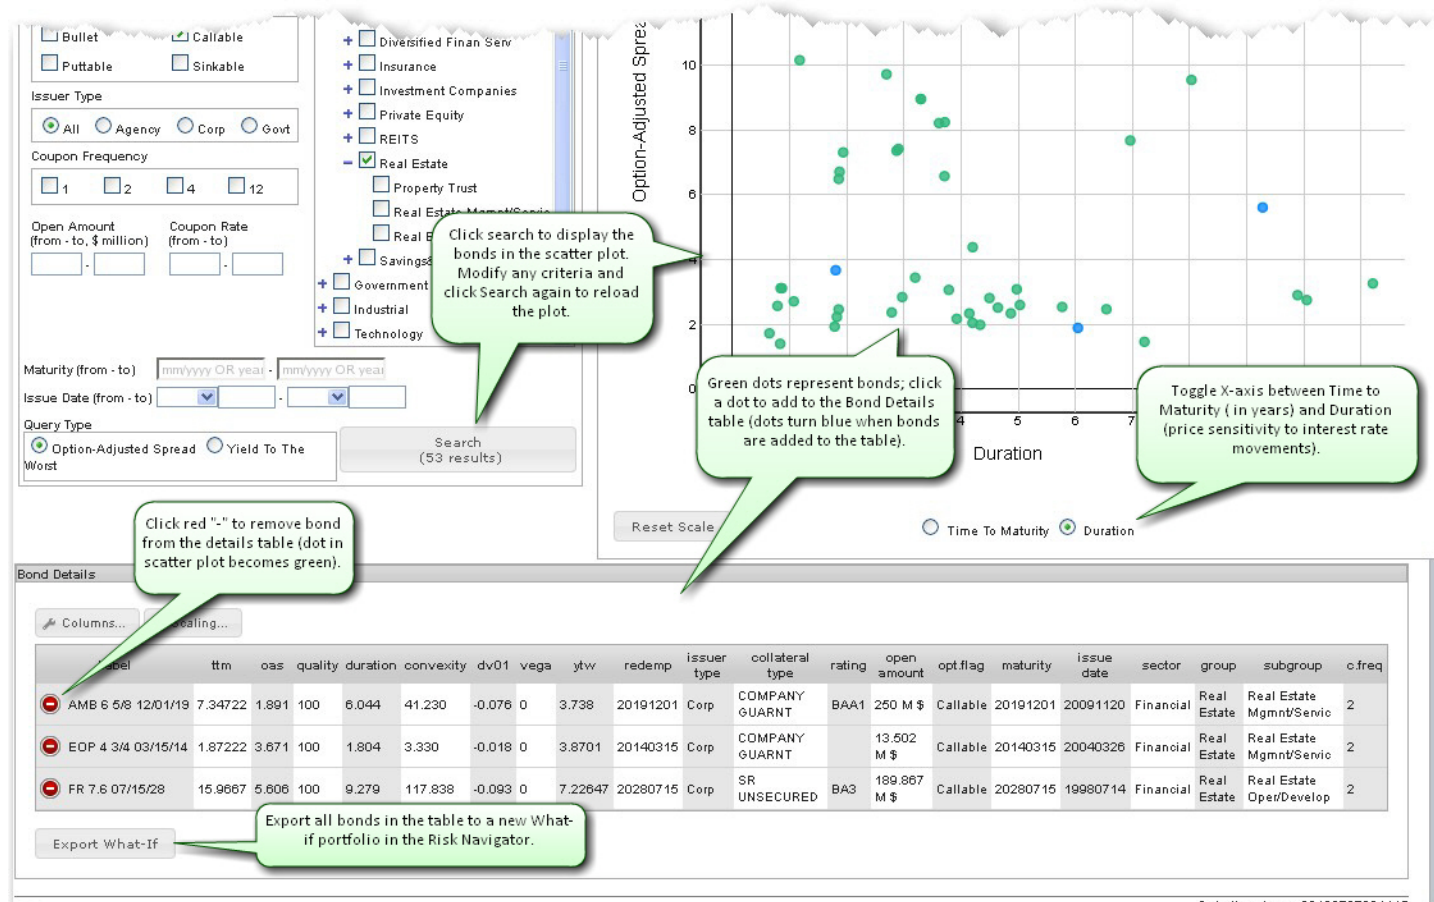 Bullet
Callable
Puttable
Sinkable
Issuer Type
All Agency Corp Govt
Coupon Frequency
1 2 4 12
Open Amount
(from - to, $ million)
Coupon Rate
(from - to)
-
-
Diversified Finan Serv
Insurance
Investment Companies
Private Equity
REITS
Real Estate
Property Trust
Real Estate Mgmnt/Servic
Real E
Savings&
Government
Industrial
Technology
Maturity (from - to) mm/yyyy OR year - mm/yyyy OR year
Issue Date (from - to) -
Query Type
Option-Adjusted Spread Yield To The
Worst
Search
(53 results)
Click search to display the
bonds in the scatter plot.
Modify any criteria and
click Search again to reload
the plot.
Option-Adjusted Sprea
10
8
6
4
2
0
4 5 6 7
Duration
Green dots represent bonds; click
a dot to add to the Bond Details
table (dots turn blue when bonds
are added to the table).
Toggle X-axis between Time to
Maturity ( in years) and Duration
(price sensitivity to interest rate
movements).
Reset Scale
Time To Maturity Duration
Click red "-" to remove bond
from the details table (dot in
scatter plot becomes green).
Bond Details
Columns...
aling...
label ttm oas quality duration convexity dv01 vega ytw redemp issuer type collateral type rating open amount opt.flag maturity issue date sector group subgroup c.freq
AMB 6 5/8 12/01/19 7.34722 1.891 100 6.044 41.230 -0.076 0 3.738 20191201 Corp COMPANY GUARNT BAA1 250 M $ Callable 20191201 20091120 Financial Real Estate Real Estate Mgmnt/Servic 2
EOP 4 3/4 03/15/14 1.87222 3.671 100 1.804 3.330 -0.018 0 3.8701 20140315 Corp COMPANY GUARNT 13.502 M $ Callable 20140315 20040326 Financial Real Estate Real Estate Mgmnt/Servic 2
FR 7.6 07/15/28 15.9667 5.606 100 9.279 117.838 -0.093 0 7.22647 20280715 Corp SR UNSECURED BA3 189.867 M $ Callable 20280715 19980714 Financial Real Estate Real Estate Oper/Develop 2
Export all bonds in the table to a new What-
if portfolio in the Risk Navigator.
Export What-If